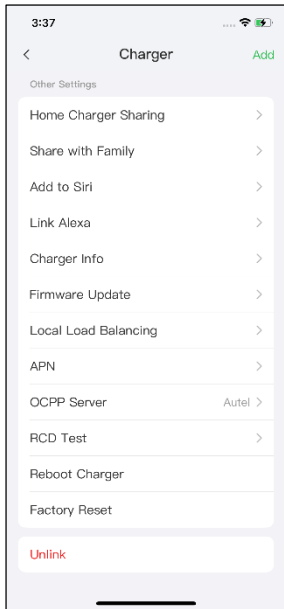 3:37
Charger
Add
Other Settings
Home Charger Sharing
Share with Family
Add to Siri
Link Alexa
Charger Info
Firmware Update
Local Load Balancing
APN
OCPP Server Autel
RCD Test
Reboot Charger
Factory Reset
Unlink